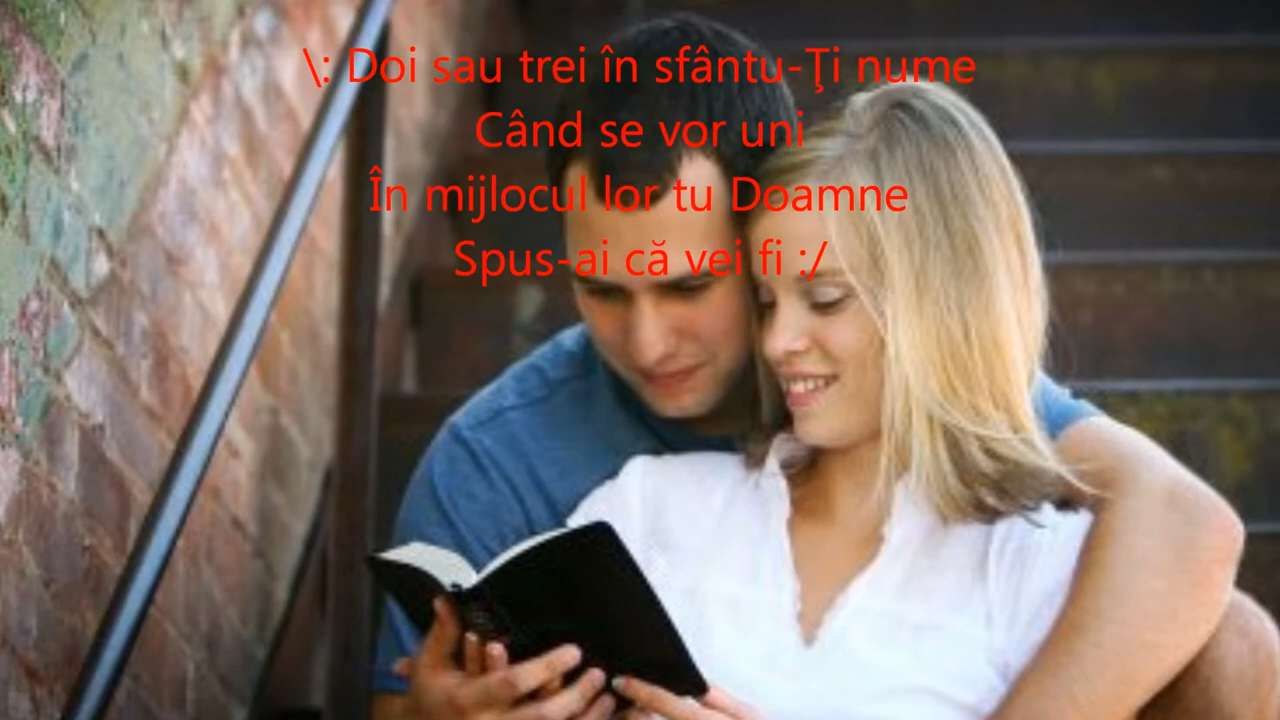 \: Doi sau trei în sfântu-Ţi nume
Când se vor uni
În mijlocul lor tu Doamne
Spus-ai că vei fi :/